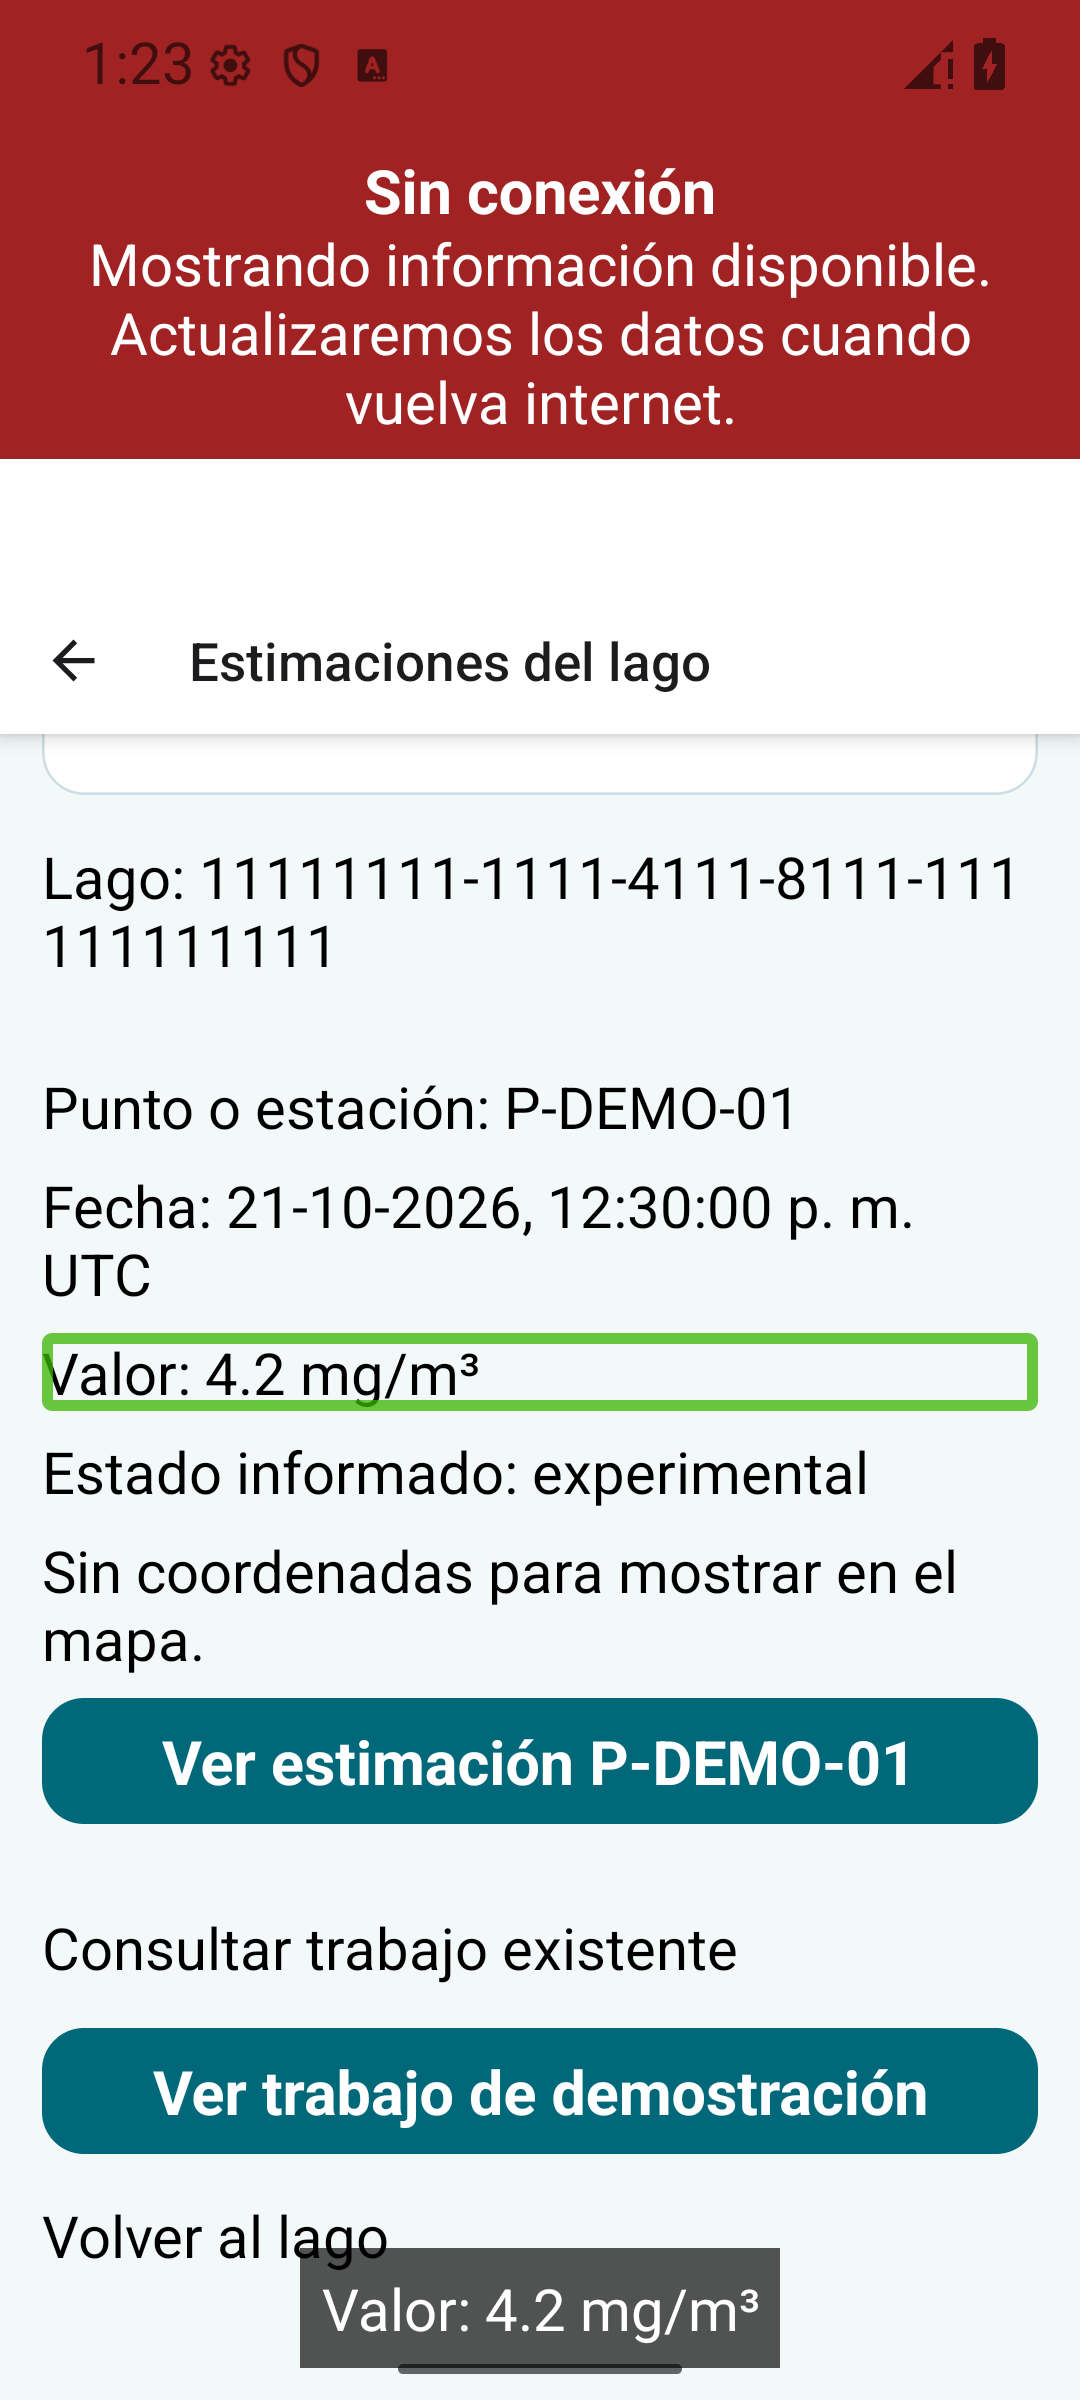 1:23
Sin conexión
Mostrando información disponible.
Actualizaremos los datos cuando
vuelva internet.
Estimaciones del lago
Lago: 11111111-1111-4111-8111-111
111111111
Punto o estación: P-DEMO-01
Fecha: 21-10-2026, 12:30:00 p. m.
UTC
Valor: 4.2 mg/m³
Estado informado: experimental
Sin coordenadas para mostrar en el
mapa.
Ver estimación P-DEMO-01
Consultar trabajo existente
Ver trabajo de demostración
Volver al lago
Valor: 4.2 mg/m³